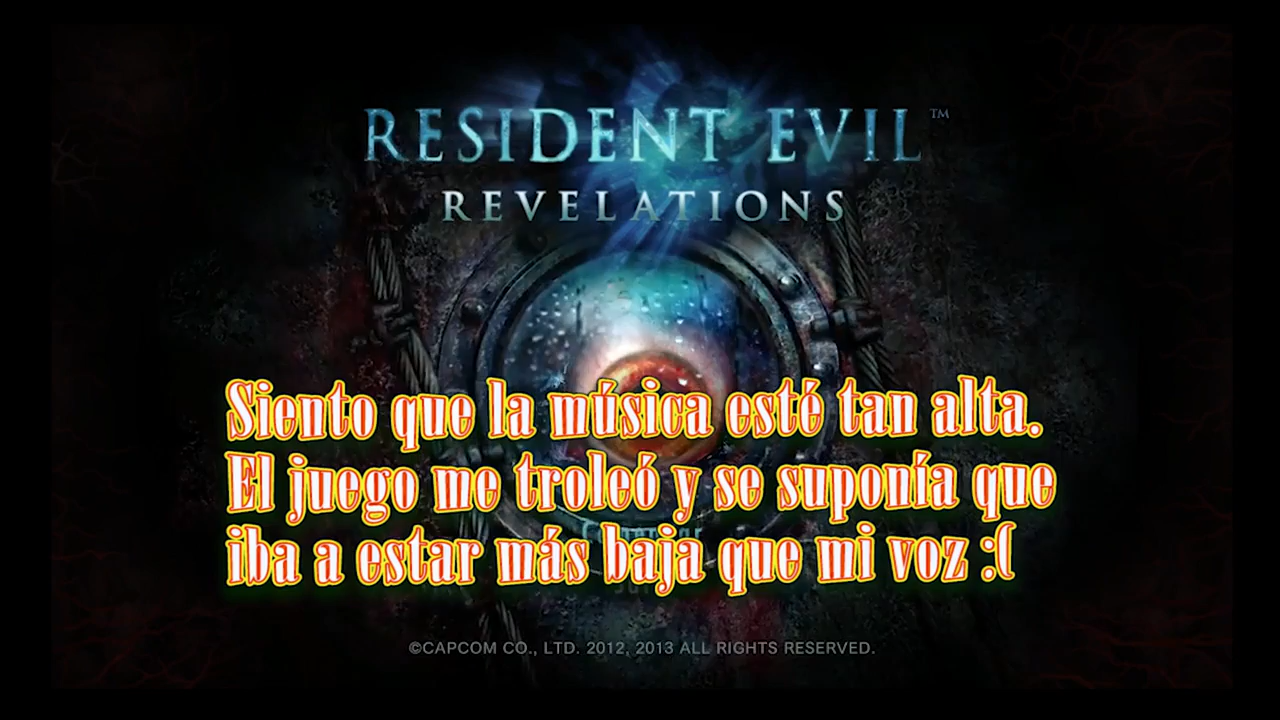 RESIDENT EVIL™
REVELATIONS
Siento que la música esté tan alta.
El juego me troleó y se suponía que
iba a estar más baja que mi voz :(
©CAPCOM CO., LTD. 2012, 2013 ALL RIGHTS RESERVED.